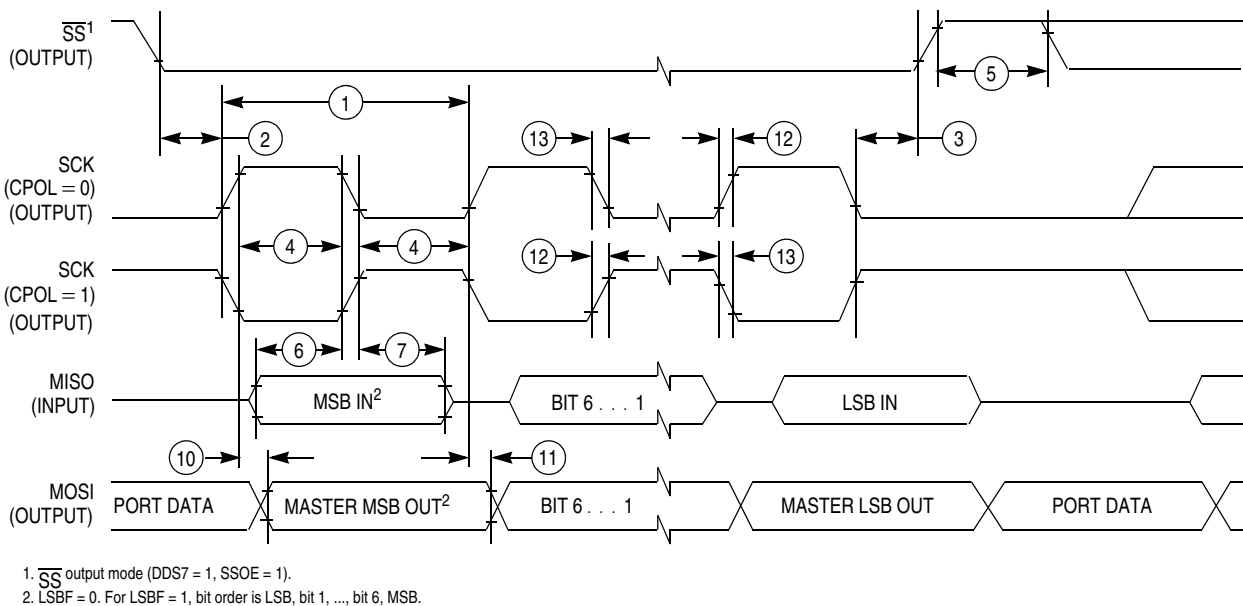 SS¹
(OUTPUT)
5
1
2
13
12
3
SCK
(CPOL = 0)
(OUTPUT)
4
4
12
13
SCK
(CPOL = 1)
(OUTPUT)
6
7
MISO
(INPUT)
MSB IN²
BIT 6 . . . 1
LSB IN
10
11
MOSI
(OUTPUT)
PORT DATA
MASTER MSB OUT²
BIT 6 . . . 1
MASTER LSB OUT
PORT DATA
1. SS output mode (DDS7 = 1, SSOE = 1).
2. LSBF = 0. For LSBF = 1, bit order is LSB, bit 1, ..., bit 6, MSB.